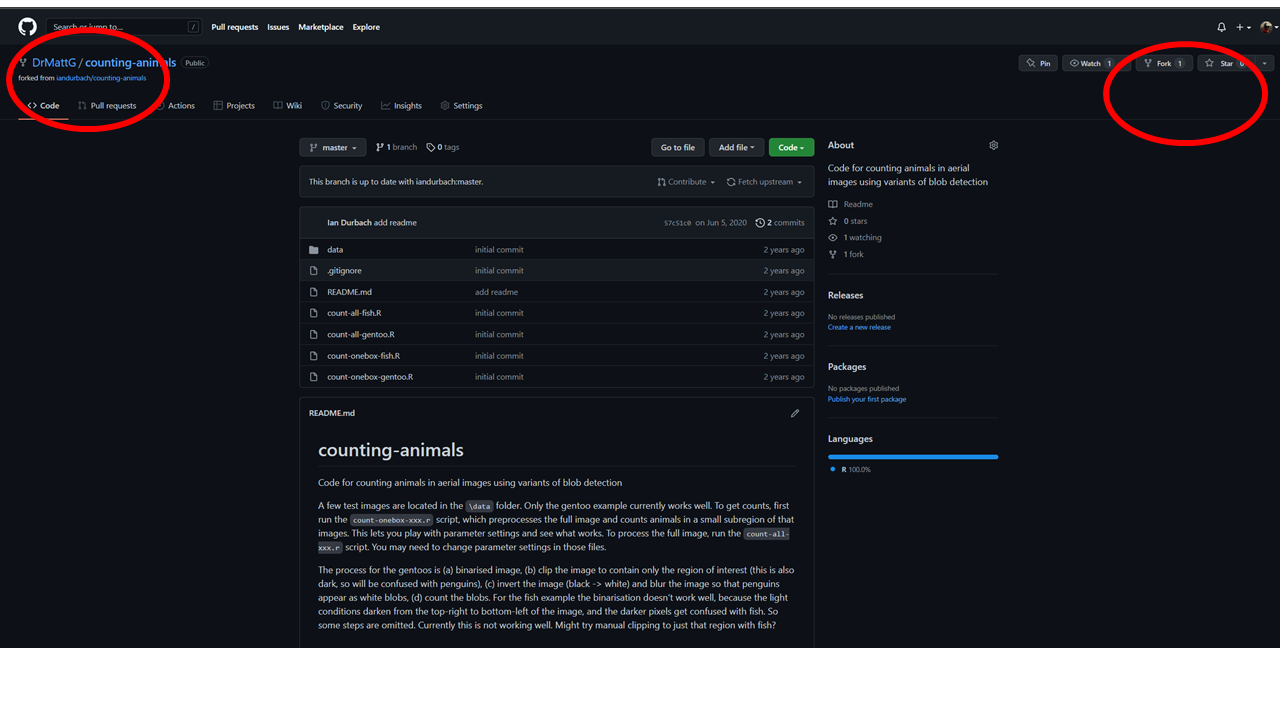 Search or jump to... /
Pull requests Issues Marketplace Explore
DrMattG / counting-animals Public
forked from iandurbach/counting-animals
Pin Watch 1 Fork 1 Star 0
Code Pull requests Actions Projects Wiki Security Insights Settings
master 1 branch 0 tags
Go to file Add file Code
This branch is up to date with iandurbach:master.
Contribute Fetch upstream
Ian Durbach add readme 57c51c0 on Jun 5, 2020 2 commits
data initial commit 2 years ago
.gitignore initial commit 2 years ago
README.md add readme 2 years ago
count-all-fish.R initial commit 2 years ago
count-all-gentoo.R initial commit 2 years ago
count-onebox-fish.R initial commit 2 years ago
count-onebox-gentoo.R initial commit 2 years ago
README.md
counting-animals
Code for counting animals in aerial images using variants of blob detection
A few test images are located in the \data folder. Only the gentoo example currently works well. To get counts, first
run the count-onebox-xxx.r script, which preprocesses the full image and counts animals in a small subregion of that
images. This lets you play with parameter settings and see what works. To process the full image, run the count-all-
xxx.r script. You may need to change parameter settings in those files.
The process for the gentoos is (a) binarised image, (b) clip the image to contain only the region of interest (this is also
dark, so will be confused with penguins), (c) invert the image (black -> white) and blur the image so that penguins
appear as white blobs, (d) count the blobs. For the fish example the binarisation doesn't work well, because the light
conditions darken from the top-right to bottom-left of the image, and the darker pixels get confused with fish. So
some steps are omitted. Currently this is not working well. Might try manual clipping to just that region with fish?
About
Code for counting animals in aerial
images using variants of blob detection
Readme
0 stars
1 watching
1 fork
Releases
No releases published
Create a new release
Packages
No packages published
Publish your first package
Languages
R 100.0%